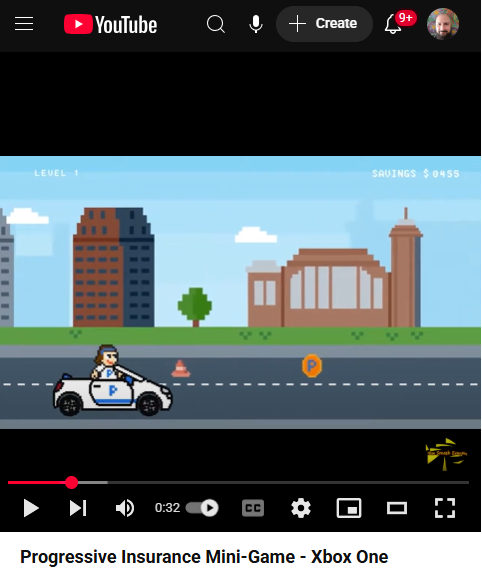 YouTube
Create
9+
LEVEL 1
SAVINGS $0455
P
P
P
0:32
CC
Progressive Insurance Mini-Game - Xbox One